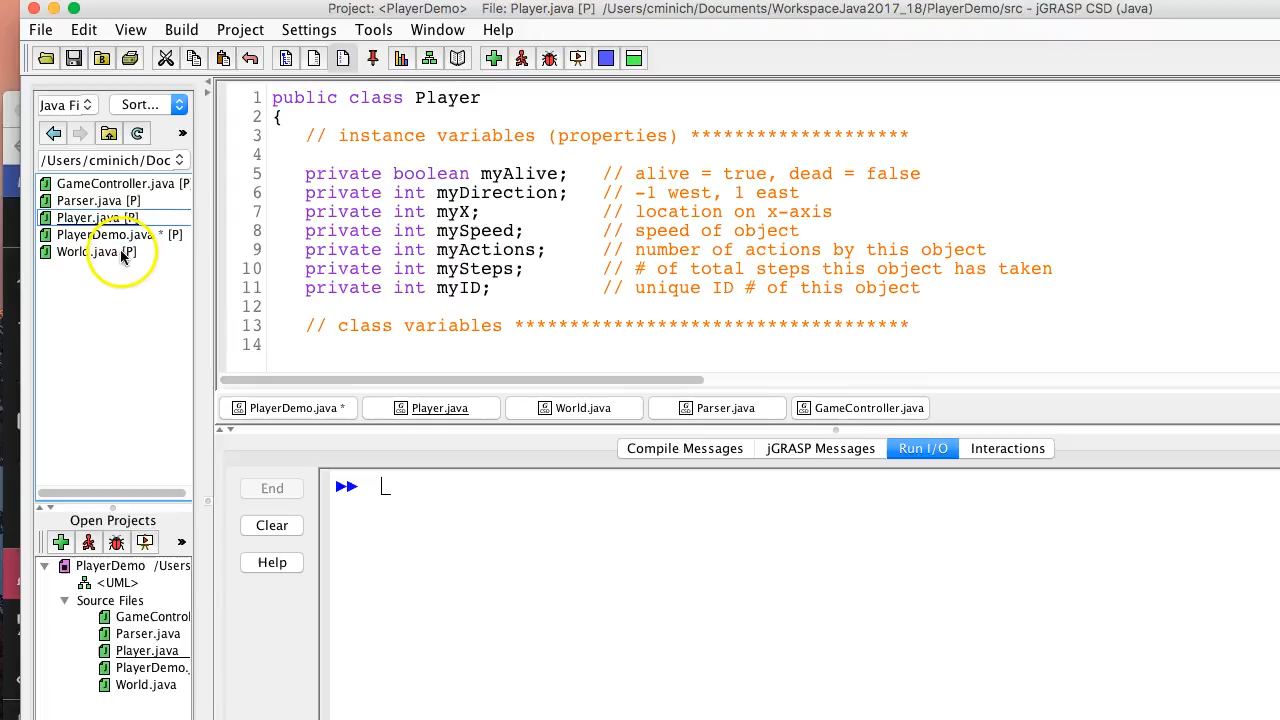 Project: <PlayerDemo>   File: Player.java [P]  /Users/cminich/Documents/WorkspaceJava2017_18/PlayerDemo/src - jGRASP CSD (Java)
File Edit View Build Project Settings Tools Window Help
Java Fi Sort...
/Users/cminich/Doc
GameController.java [P
Parser.java [P]
Player.java [P]
PlayerDemo.java * [P]
World.java [P]
1 public class Player
2 {
3 // instance variables (properties) ********************
4
5 private boolean myAlive; // alive = true, dead = false
6 private int myDirection; // -1 west, 1 east
7 private int myX; // location on x-axis
8 private int mySpeed; // speed of object
9 private int myActions; // number of actions by this object
10 private int mySteps; // # of total steps this object has taken
11 private int myID; // unique ID # of this object
12
13 // class variables ************************************
14
PlayerDemo.java * Player.java World.java Parser.java GameController.java
Compile Messages jGRASP Messages Run I/O Interactions
End
Clear
Help
Open Projects
PlayerDemo /Users
<UML>
Source Files
GameControl
Parser.java
Player.java
PlayerDemo.
World.java